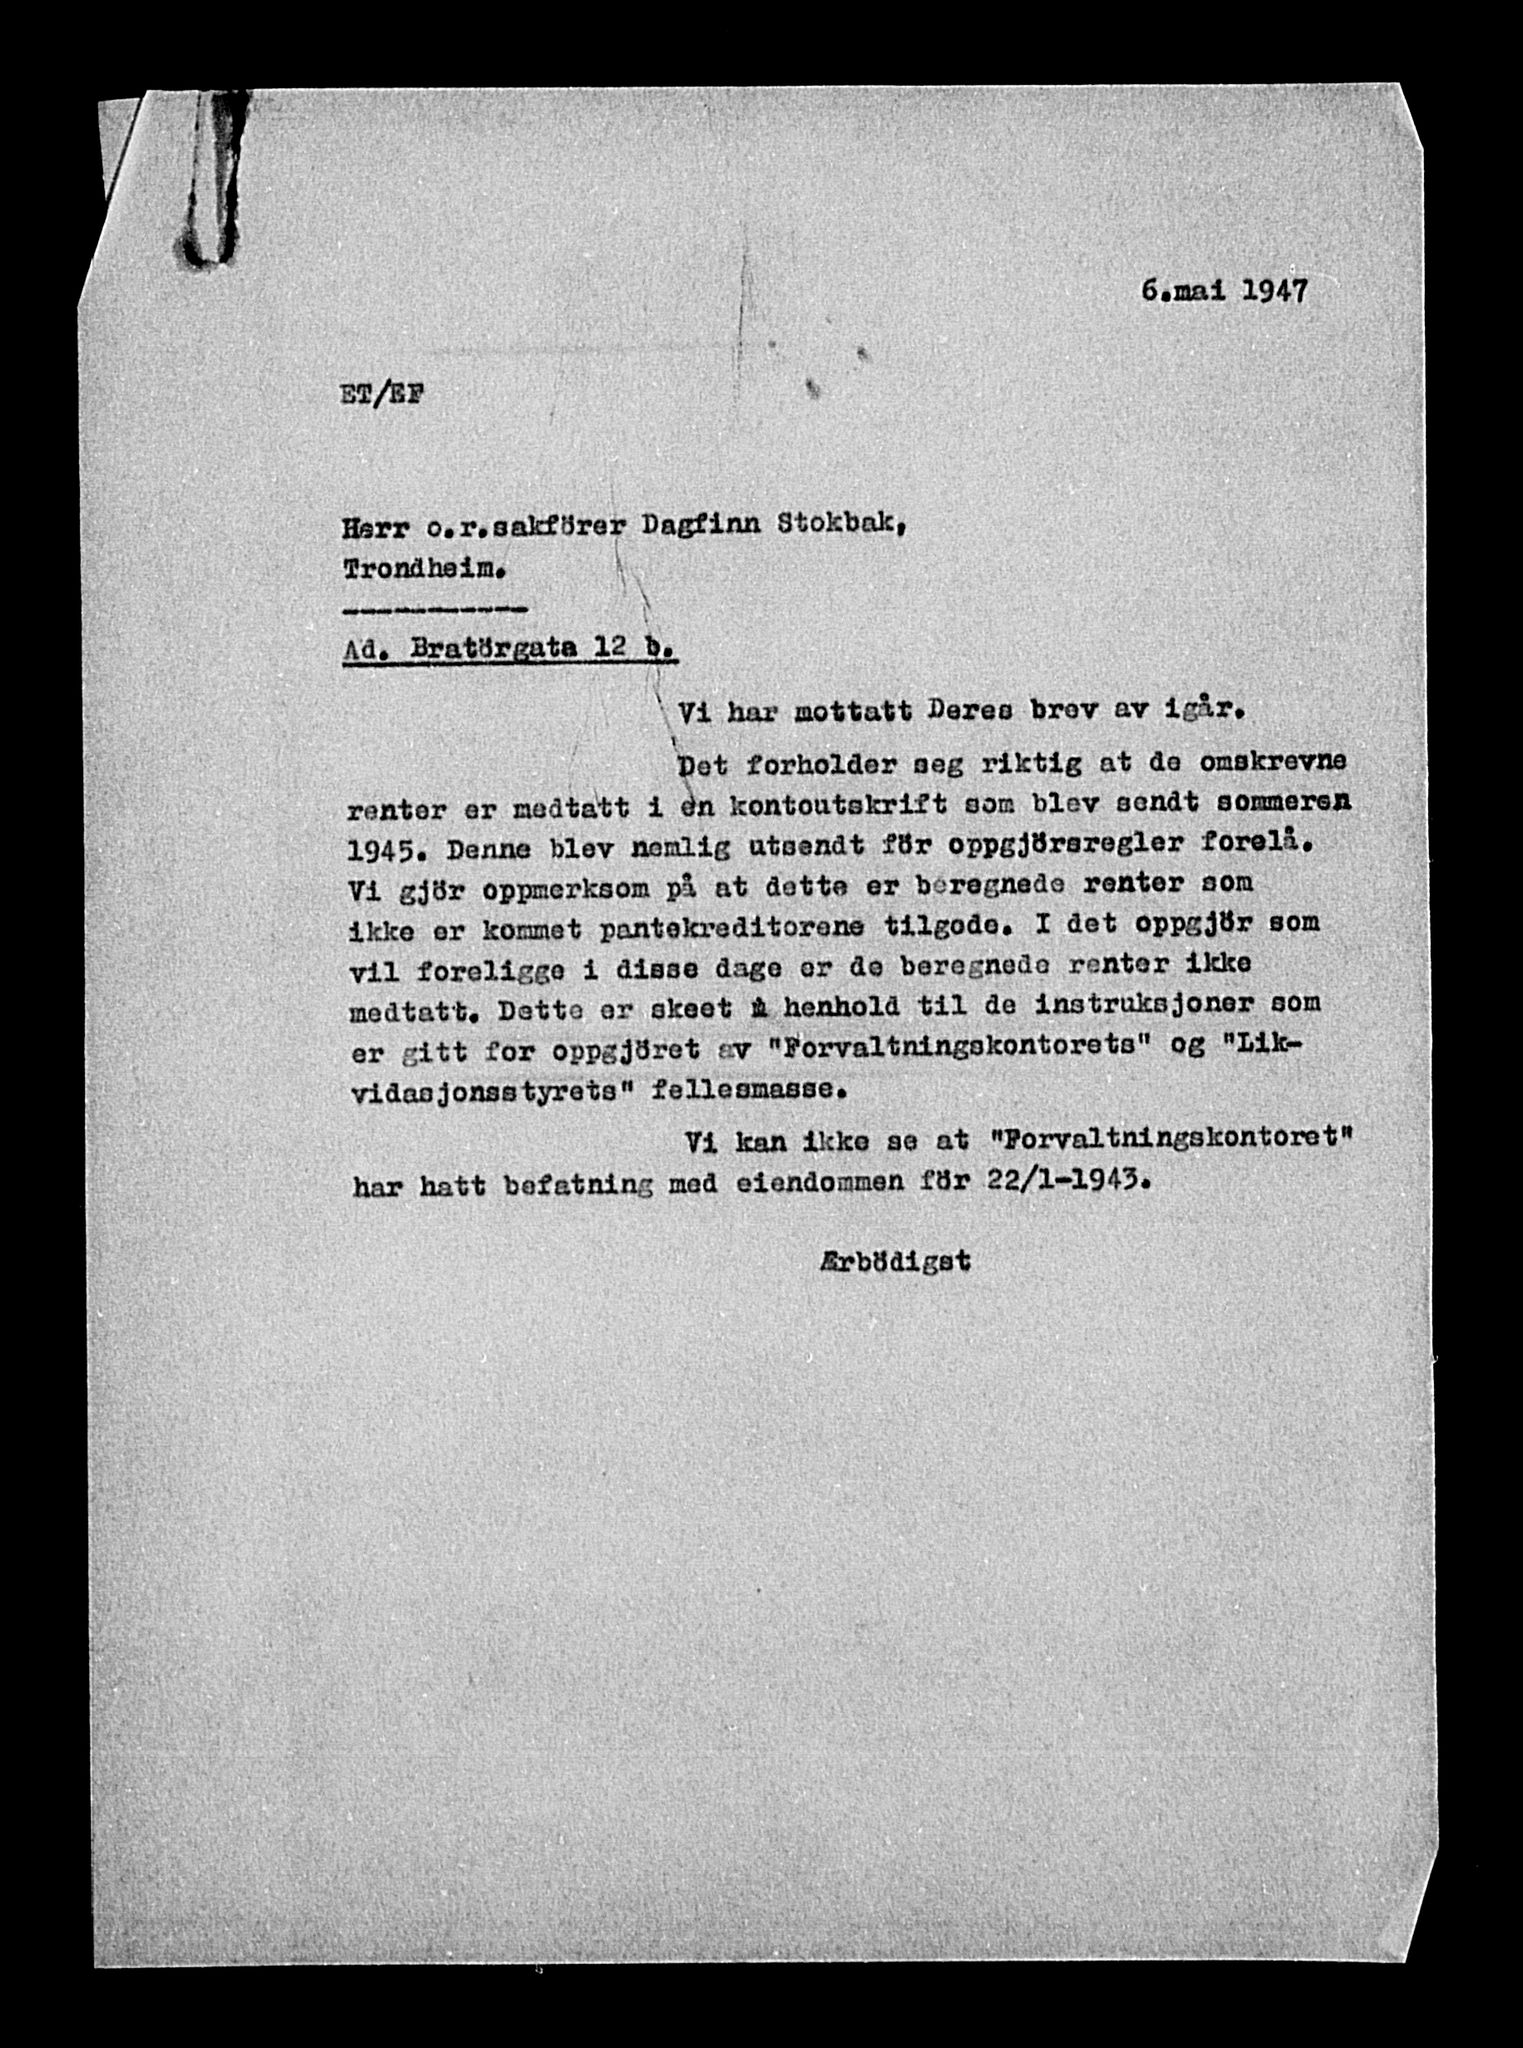 6.mai 1947
ET/EF
Herr o.r.sakförer Dagfinn Stokbak,
Trondheim.
-----------
Ad. Bratörgata 12 b.
Vi har mottatt Deres brev av igår.
Det forholder seg riktig at de omskrevne
renter er medtatt i en kontoutskrift som blev sendt sommeren
1945. Denne blev nemlig utsendt för oppgjörsregler forelå.
Vi gjör oppmerksom på at dette er beregnede renter som
ikke er kommet pantekreditorene tilgode. I det oppgjör som
vil foreligge i disse dage er de beregnede renter ikke
medtatt. Dette er skeet i henhold til de instruksjoner som
er gitt for oppgjöret av "Forvaltningskontorets" og "Lik-
vidasjonsstyrets" fellesmasse.
Vi kan ikke se at "Forvaltningskontoret"
har hatt befatning med eiendommen för 22/1-1943.
Ærbödigst